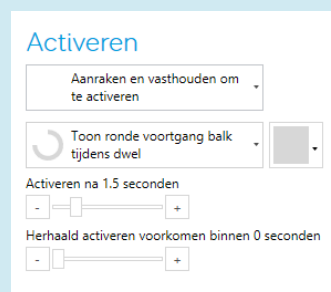 Activeren
Aanraken en vasthouden om
te activeren
Toon ronde voortgang balk
tijdens dwel
Activeren na 1.5 seconden
- +
Herhaald activeren voorkomen binnen 0 seconden
- +